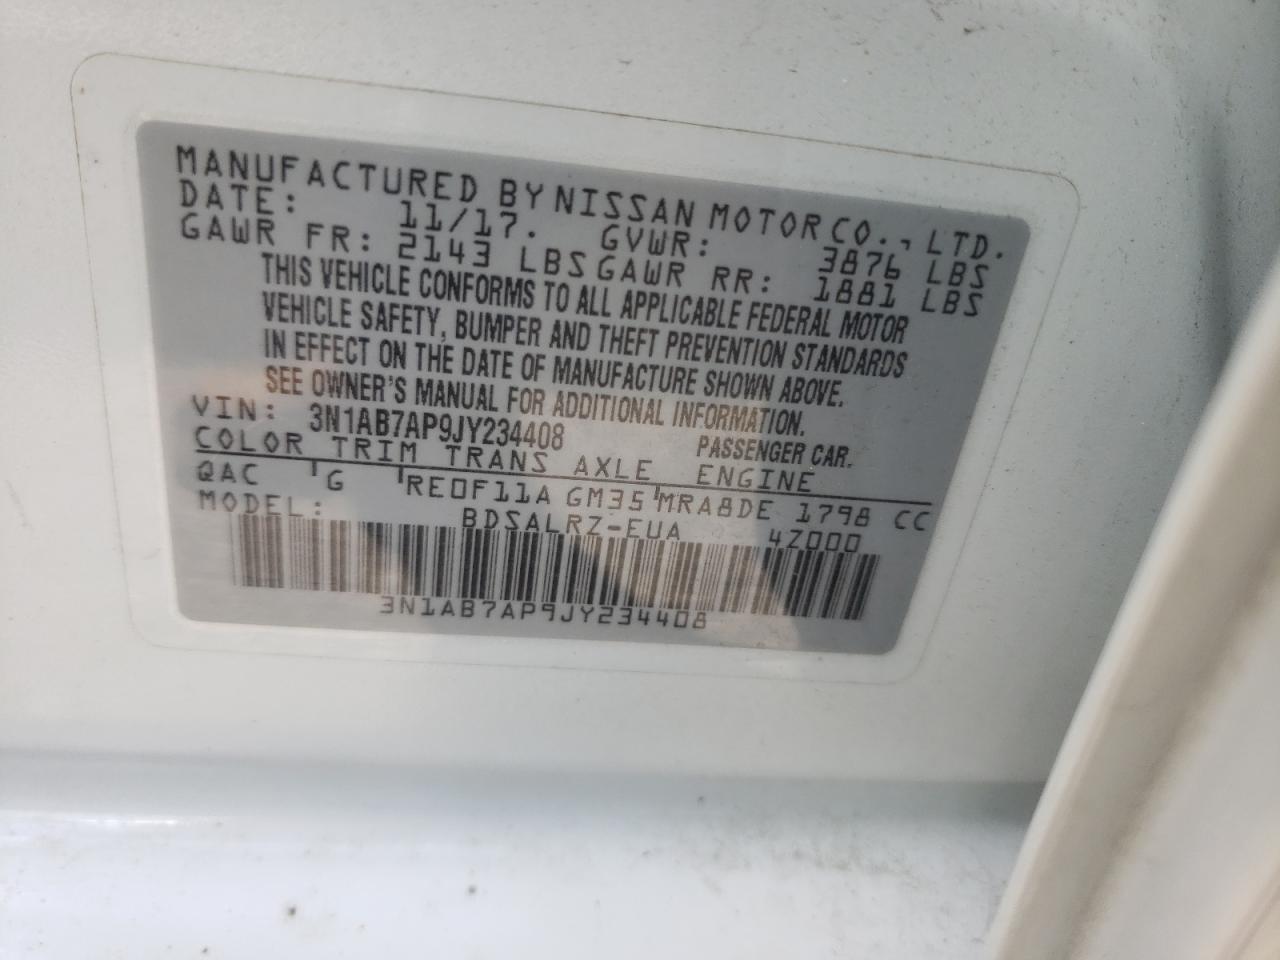 MANUFACTURED BY NISSAN MOTOR CO., LTD.
DATE: 11/17. GVWR: 3876 LBS
GAWR FR: 2143 LBS GAWR RR: 1881 LBS
THIS VEHICLE CONFORMS TO ALL APPLICABLE FEDERAL MOTOR
VEHICLE SAFETY, BUMPER AND THEFT PREVENTION STANDARDS
IN EFFECT ON THE DATE OF MANUFACTURE SHOWN ABOVE.
SEE OWNER'S MANUAL FOR ADDITIONAL INFORMATION.
VIN: 3N1AB7AP9JY234408 PASSENGER CAR.
COLOR TRIM TRANS AXLE ENGINE
QAC G RE0F11A GM35 MRA8DE 1798 CC
MODEL: BDSALRZ-EUA 4Z000
3N1AB7AP9JY234408